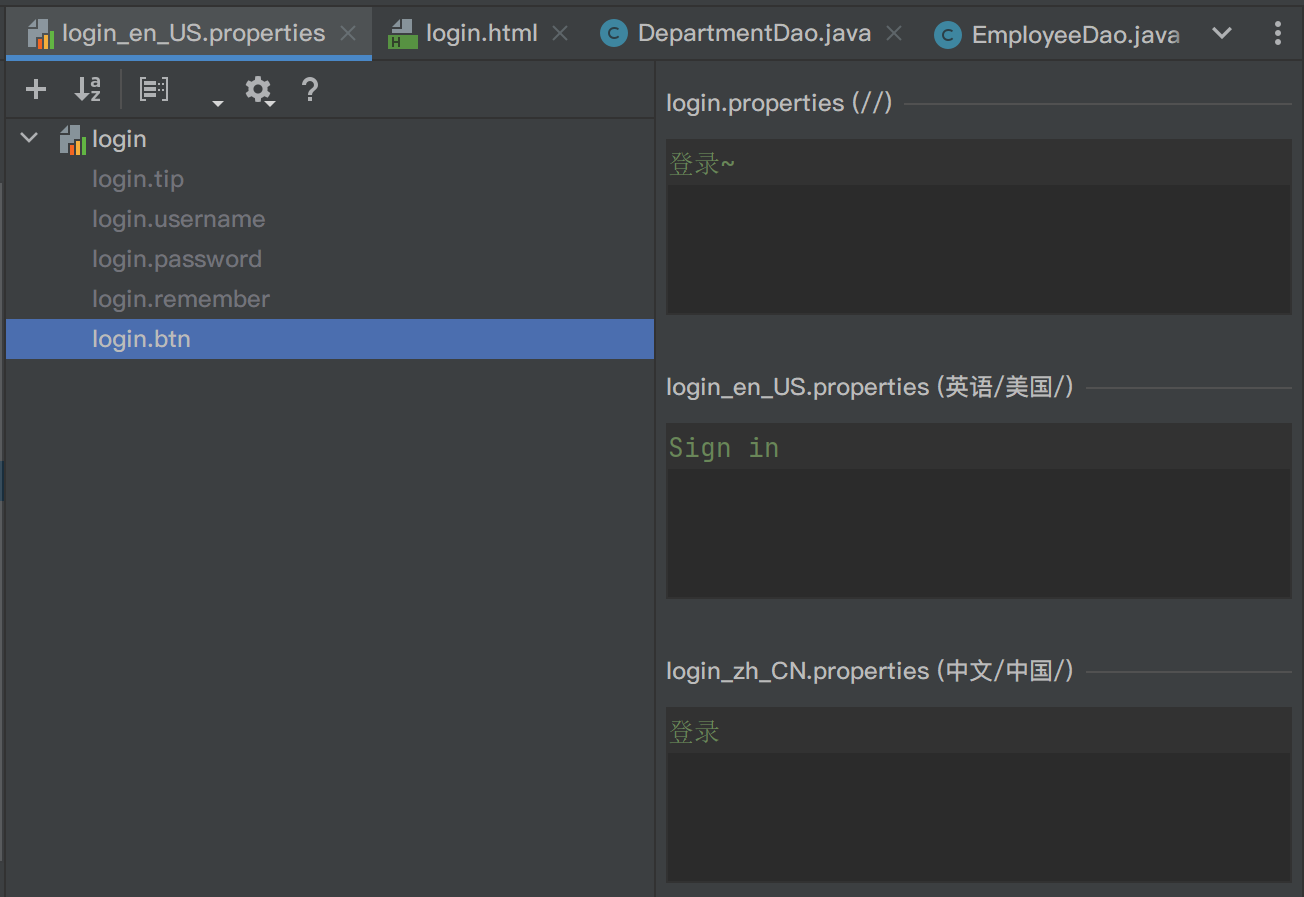 login_en_US.properties login.html DepartmentDao.java EmployeeDao.java
login
login.tip
login.username
login.password
login.remember
login.btn
login.properties (//)
登录~
login_en_US.properties (英语/美国/)
Sign in
login_zh_CN.properties (中文/中国/)
登录